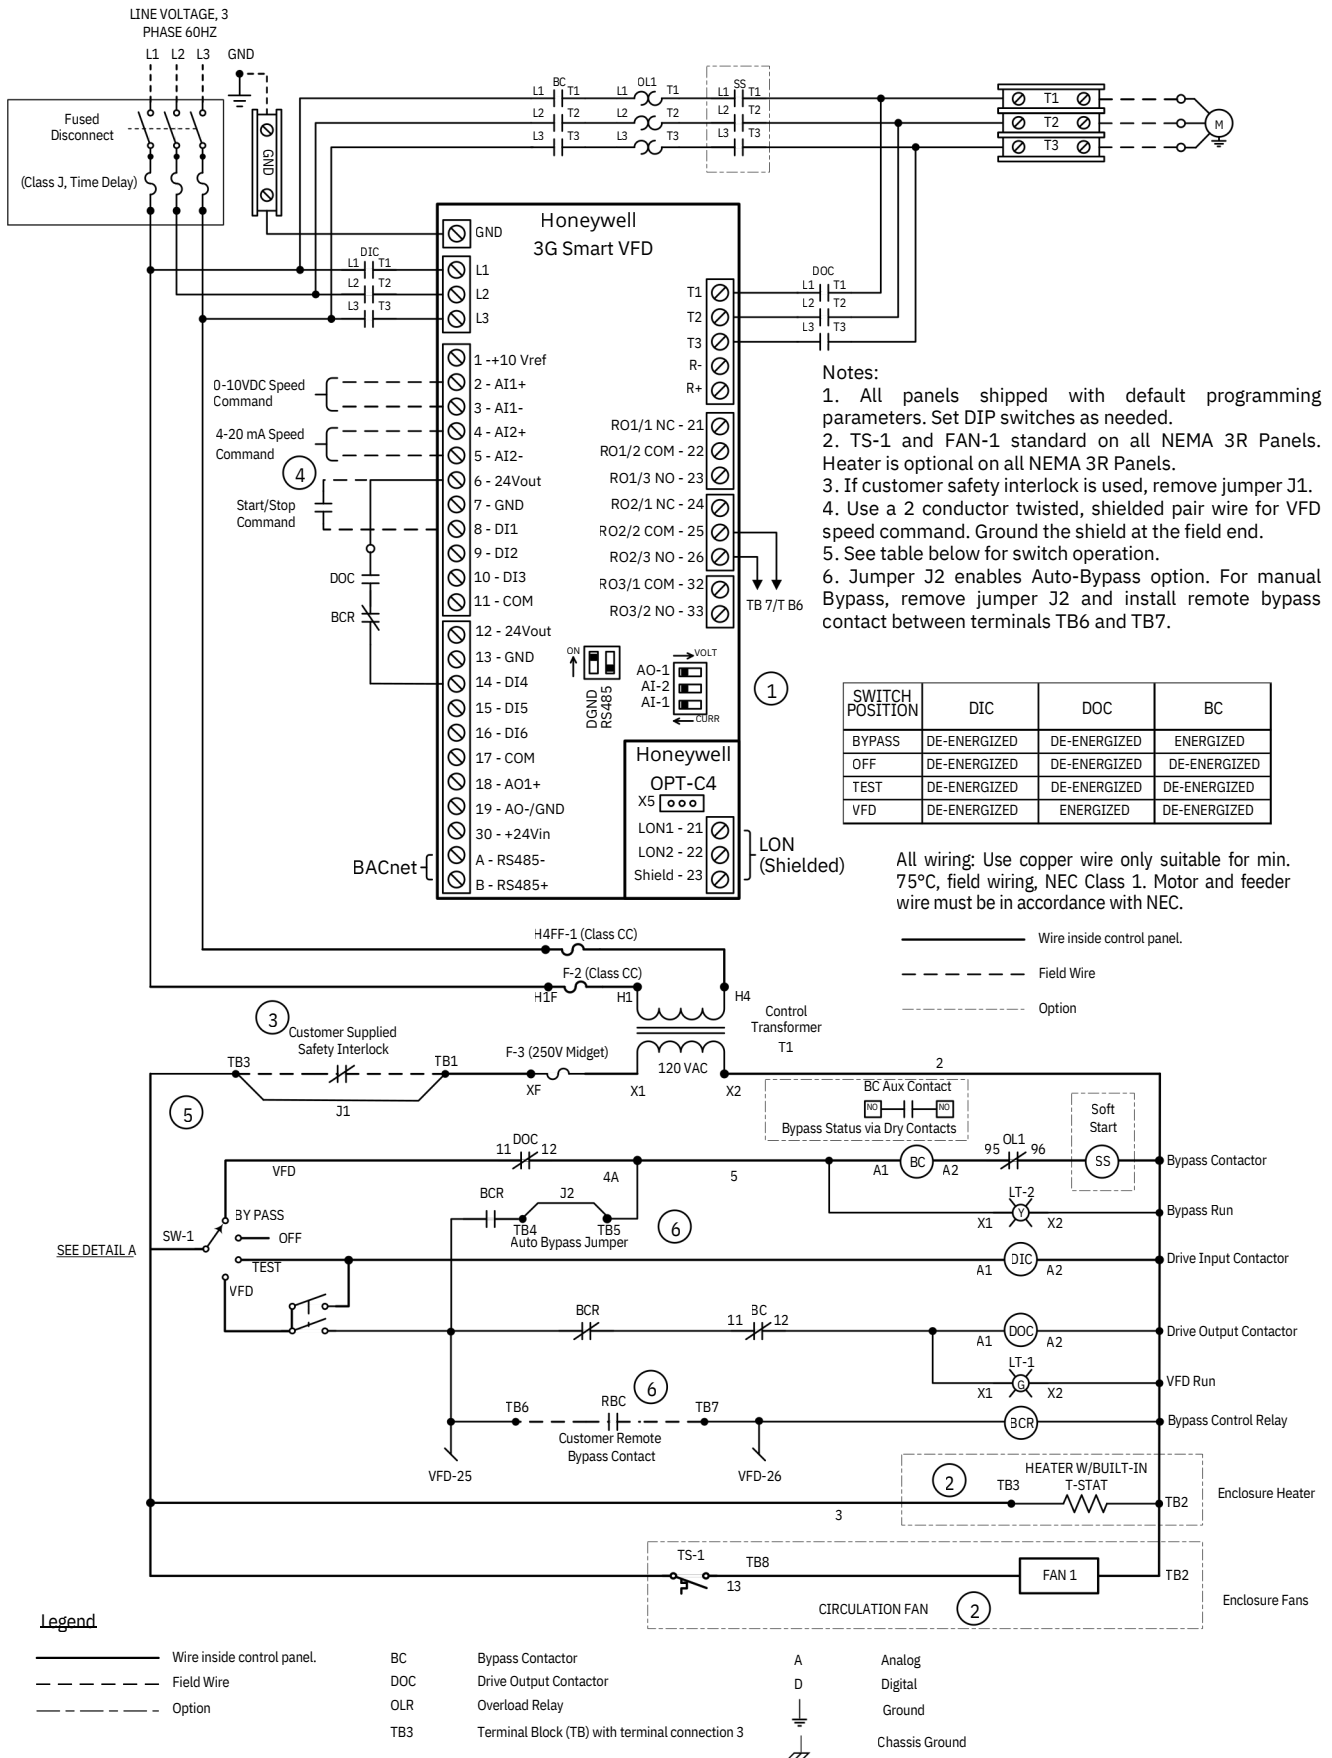 LINE VOLTAGE, 3
PHASE 60HZ
L1 L2 L3 GND
Fused
Disconnect
(Class J, Time Delay)
GND
BC OL1 SS
L1 T1 L1 T1 L1 T1
L2 T2 L2 T2 L2 T2
L3 T3 L3 T3 L3 T3
T1
T2
T3
M
Honeywell
3G Smart VFD
GND
DIC
L1 T1
L2 T2
L3 T3
L1
L2
L3
T1
T2
T3
R-
R+
DOC
L1 T1
L2 T2
L3 T3
1 -+10 Vref
2 - AI1+
3 - AI1-
4 - AI2+
5 - AI2-
6 - 24Vout
7 - GND
8 - DI1
9 - DI2
10 - DI3
11 - COM
12 - 24Vout
13 - GND
14 - DI4
15 - DI5
16 - DI6
17 - COM
18 - AO1+
19 - AO-/GND
30 - +24Vin
A - RS485-
B - RS485+
0-10VDC Speed
Command
4-20 mA Speed
Command
4
Start/Stop
Command
DOC
BCR
BACnet
RO1/1 NC - 21
RO1/2 COM - 22
RO1/3 NO - 23
RO2/1 NC - 24
RO2/2 COM - 25
RO2/3 NO - 26
RO3/1 COM - 32
RO3/2 NO - 33
TB 7/T B6
ON
DGND
RS485
VOLT
AO-1
AI-2
AI-1
CURR
1
Honeywell
OPT-C4
X5
LON1 - 21
LON2 - 22
Shield - 23
LON
(Shielded)
Notes:
1. All panels shipped with default programming
parameters. Set DIP switches as needed.
2. TS-1 and FAN-1 standard on all NEMA 3R Panels.
Heater is optional on all NEMA 3R Panels.
3. If customer safety interlock is used, remove jumper J1.
4. Use a 2 conductor twisted, shielded pair wire for VFD
speed command. Ground the shield at the field end.
5. See table below for switch operation.
6. Jumper J2 enables Auto-Bypass option. For manual
Bypass, remove jumper J2 and install remote bypass
contact between terminals TB6 and TB7.
SWITCH
POSITION DIC DOC BC
BYPASS DE-ENERGIZED DE-ENERGIZED ENERGIZED
OFF DE-ENERGIZED DE-ENERGIZED DE-ENERGIZED
TEST DE-ENERGIZED DE-ENERGIZED DE-ENERGIZED
VFD DE-ENERGIZED ENERGIZED DE-ENERGIZED
All wiring: Use copper wire only suitable for min.
75°C, field wiring, NEC Class 1. Motor and feeder
wire must be in accordance with NEC.
Wire inside control panel.
Field Wire
Option
H4FF-1 (Class CC)
F-2 (Class CC)
H1F H1 H4
Control
Transformer
T1
3
Customer Supplied
Safety Interlock
TB3 TB1
J1
F-3 (250V Midget)
XF X1 120 VAC X2
2
BC Aux Contact
NO NO
Bypass Status via Dry Contacts
Soft
Start
5
VFD
11 DOC 12
4A
5
A1 BC A2
95 OL1 96
SS
Bypass Contactor
BCR J2
TB4 TB5
Auto Bypass Jumper
6
LT-2
X1 Y X2
Bypass Run
SEE DETAIL A
SW-1
BY PASS
OFF
TEST
VFD
A1 DIC A2
Drive Input Contactor
BCR
11 BC 12
A1 DOC A2
Drive Output Contactor
LT-1
X1 G X2
VFD Run
TB6 RBC TB7
6
Customer Remote
Bypass Contact
BCR
Bypass Control Relay
VFD-25 VFD-26
2
HEATER W/BUILT-IN
T-STAT
TB3
TB2
Enclosure Heater
3
TS-1
TB8
13
FAN 1
TB2
CIRCULATION FAN
2
Enclosure Fans
Legend
Wire inside control panel.
Field Wire
Option
BC Bypass Contactor
DOC Drive Output Contactor
OLR Overload Relay
TB3 Terminal Block (TB) with terminal connection 3
A Analog
D Digital
Ground
Chassis Ground